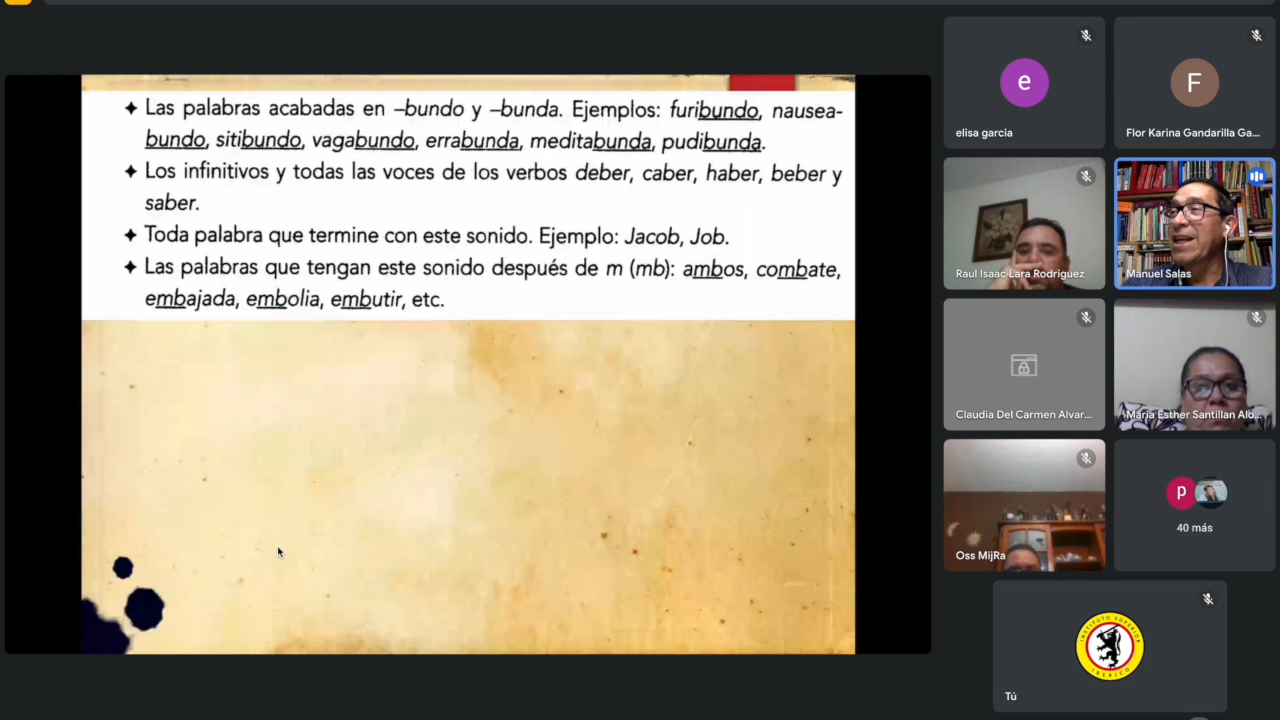 ✦ Las palabras acabadas en –bundo y –bunda. Ejemplos: furibundo, nausea-
bundo, sitibundo, vagabundo, errabunda, meditabunda, pudibunda.
✦ Los infinitivos y todas las voces de los verbos deber, caber, haber, beber y
saber.
✦ Toda palabra que termine con este sonido. Ejemplo: Jacob, Job.
✦ Las palabras que tengan este sonido después de m (mb): ambos, combate,
embajada, embolia, embutir, etc.
e
elisa garcia
F
Flor Karina Gandarilla Ga...
Raul Isaac Lara Rodriguez
Manuel Salas
Claudia Del Carmen Alvar...
Maria Esther Santillan Alo...
Oss MijRa
p
40 más
INSTITUTO SUPERIOR
IBERICO
Tú